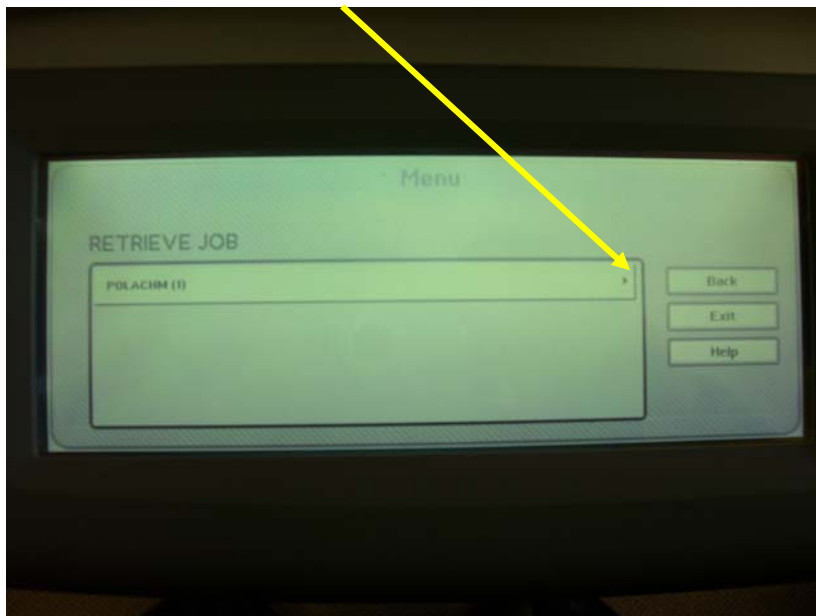 Menu
RETRIEVE JOB
POLACHM (1)
Back
Exit
Help